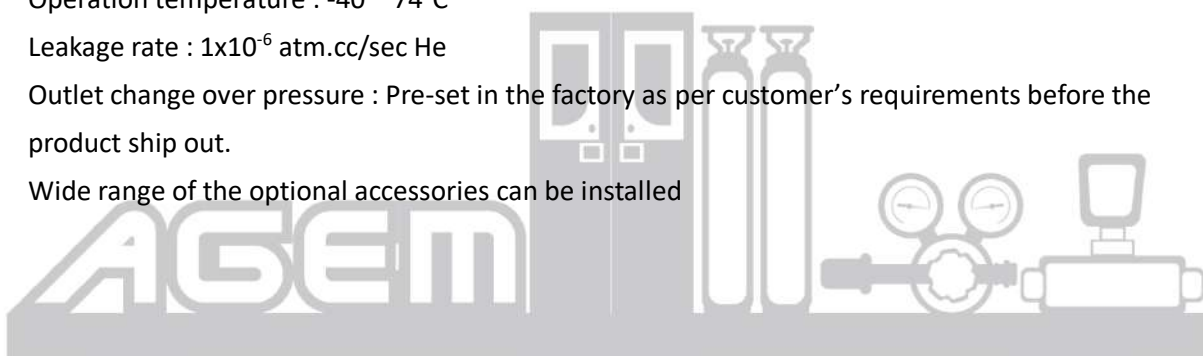 Operation temperature : -40 ~ 74°C
Leakage rate : 1x10⁻⁶ atm.cc/sec He
Outlet change over pressure : Pre-set in the factory as per customer’s requirements before the
product ship out.
Wide range of the optional accessories can be installed
AGEM